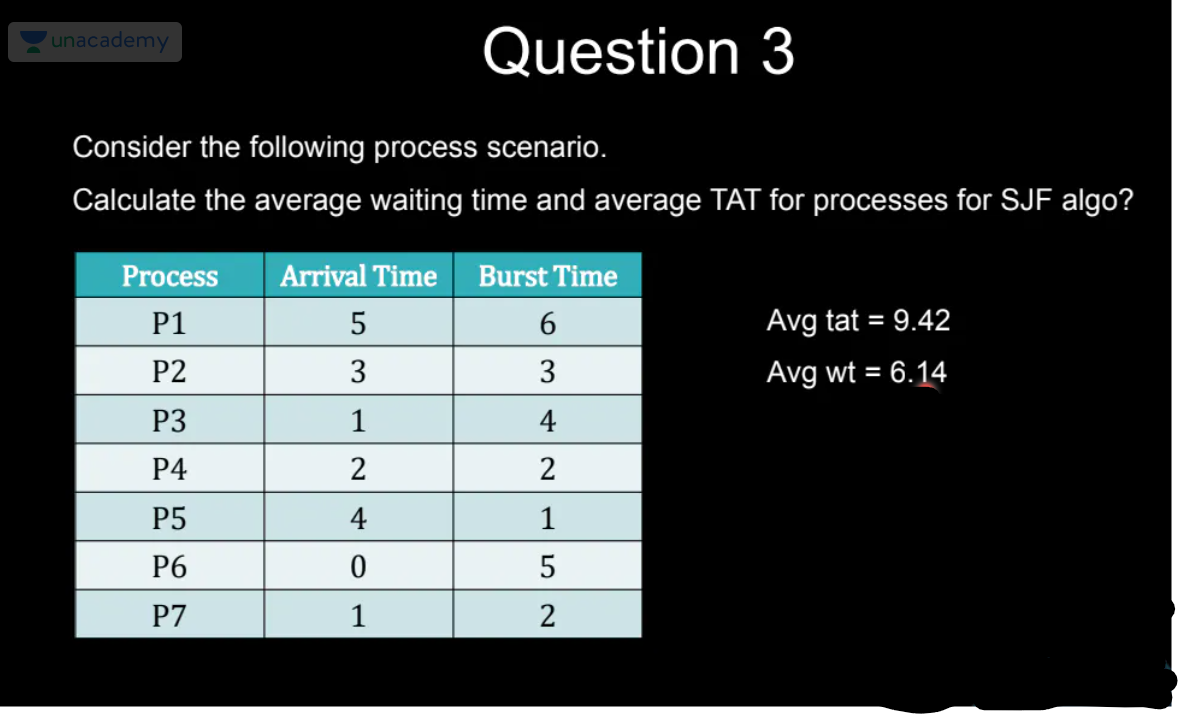 unacademy
Question 3
Consider the following process scenario.
Calculate the average waiting time and average TAT for processes for SJF algo?
Process Arrival Time Burst Time
P1 5 6
P2 3 3
P3 1 4
P4 2 2
P5 4 1
P6 0 5
P7 1 2
Avg tat = 9.42
Avg wt = 6.14